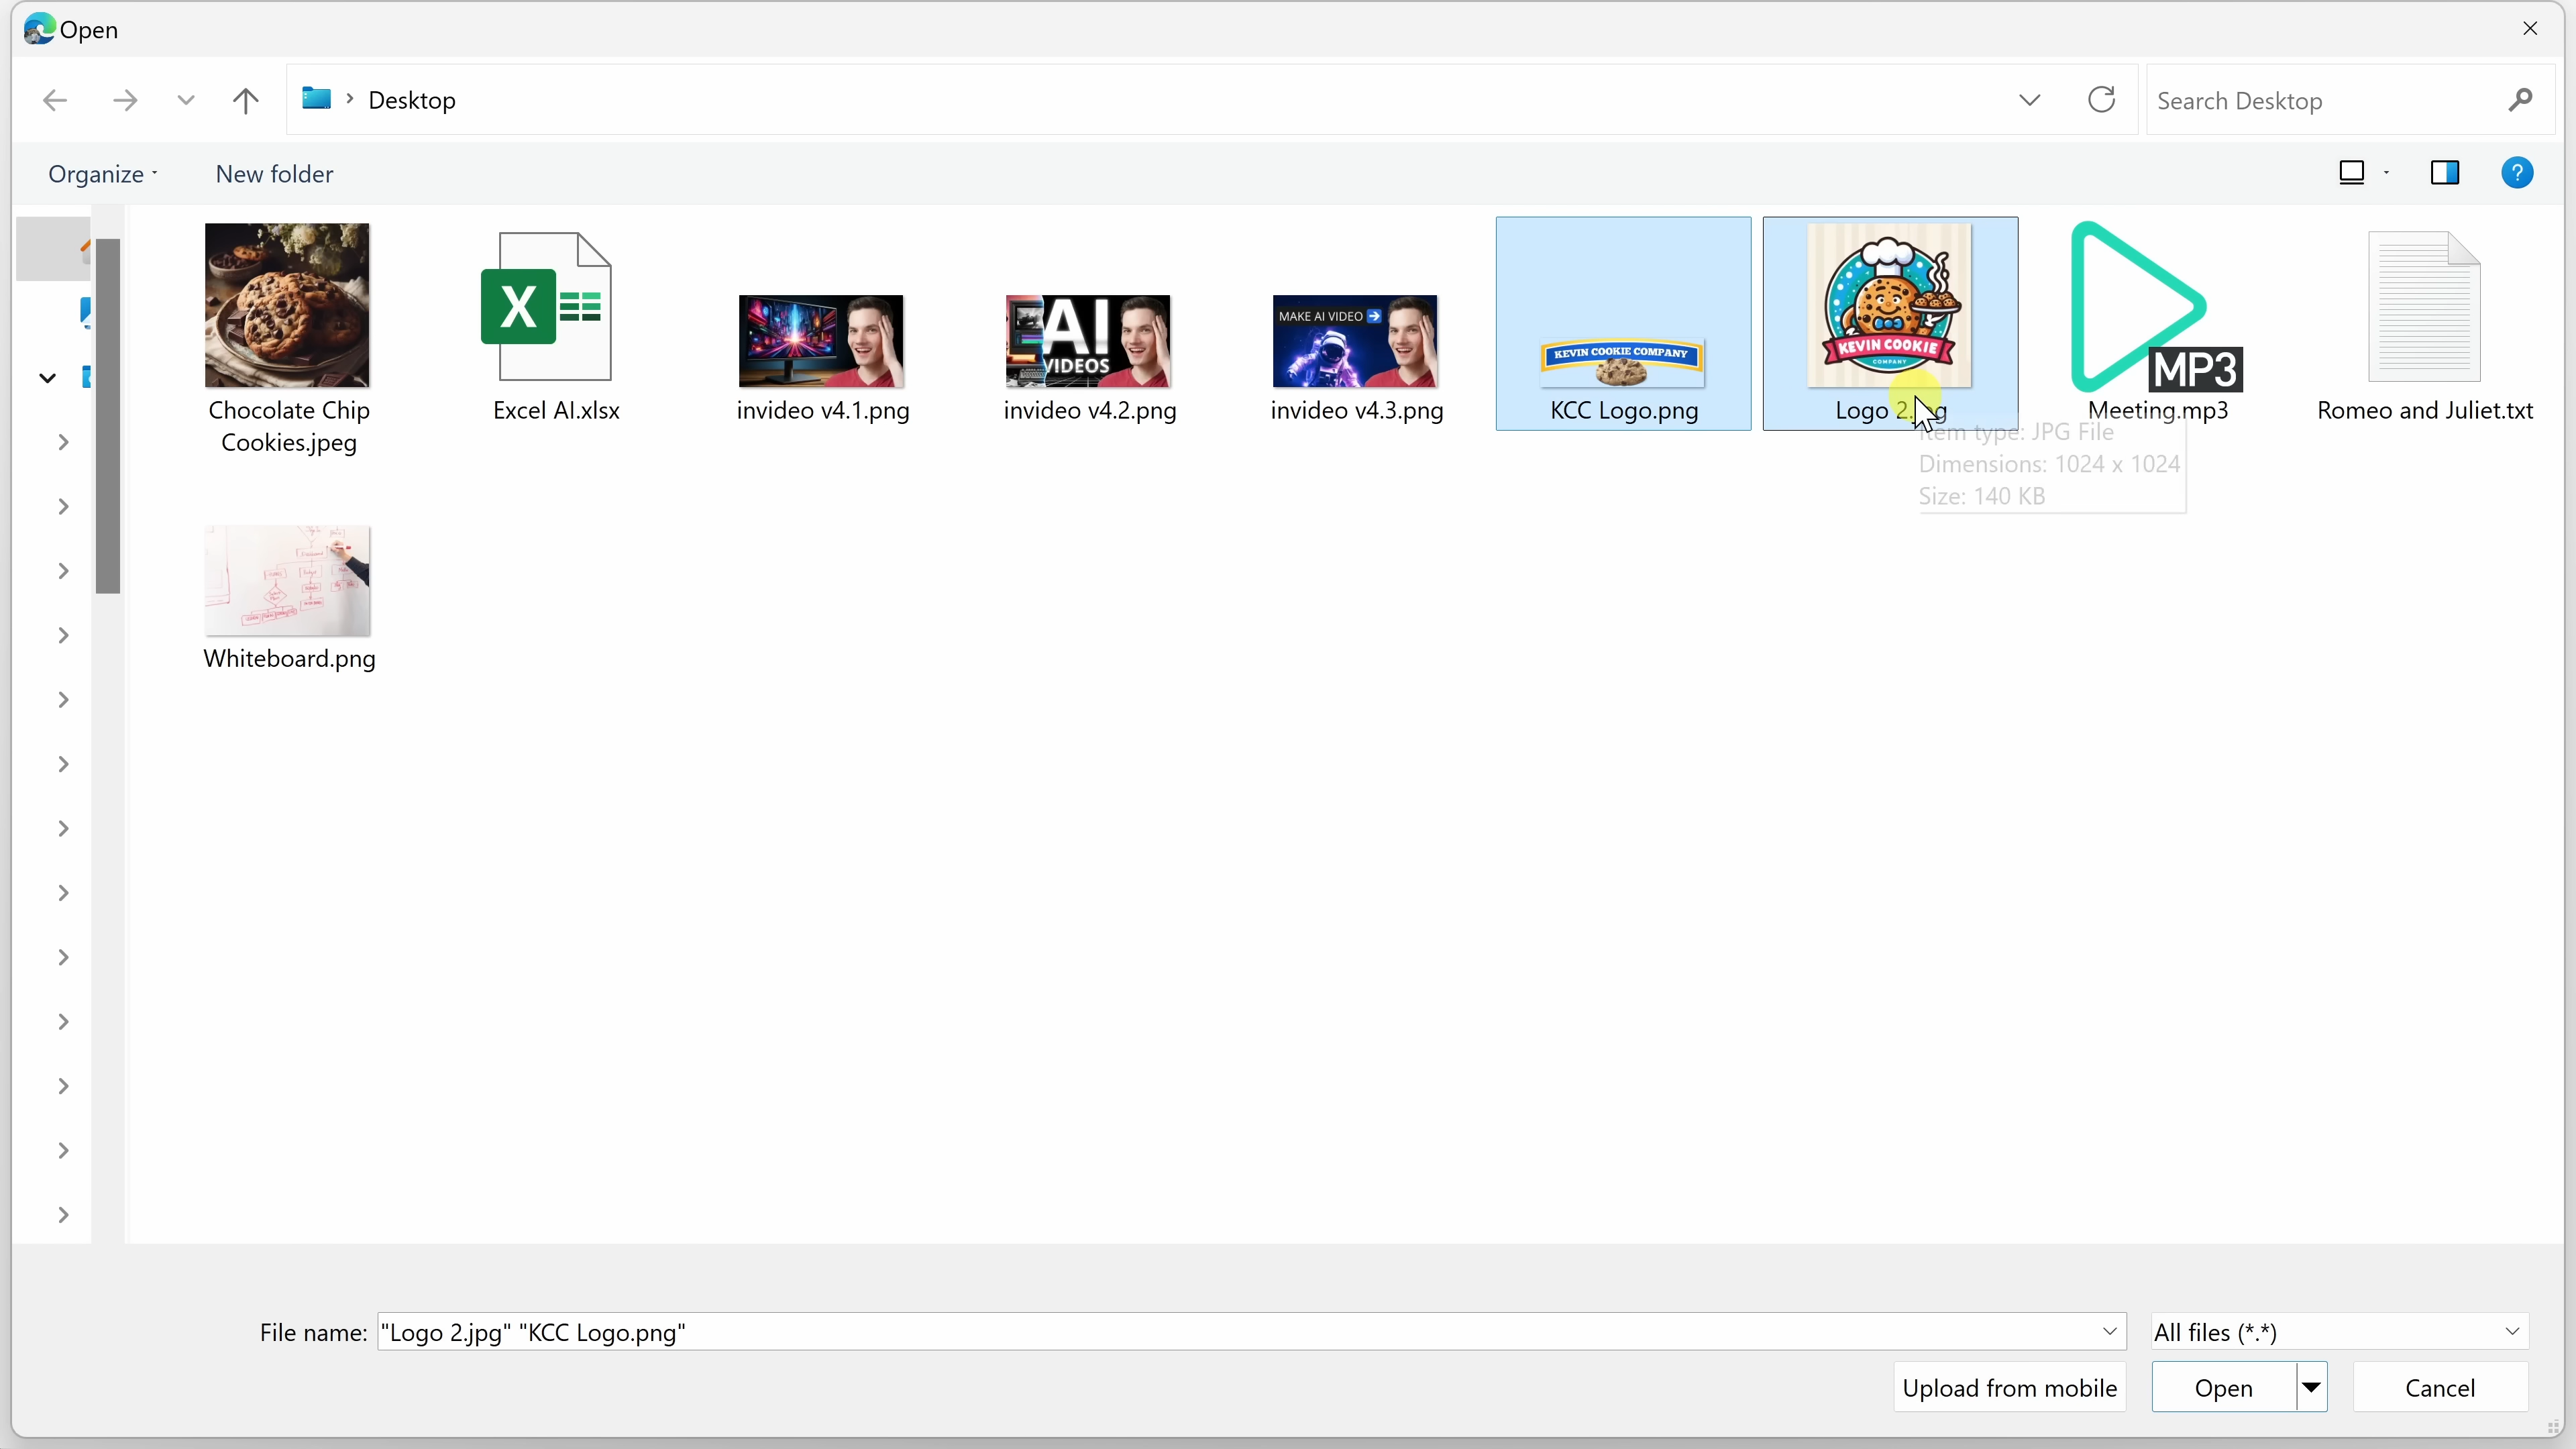 Open
Desktop
Search Desktop
Organize
New folder
?
X
AI
VIDEOS
MAKE AI VIDEO
KEVIN COOKIE COMPANY
KEVIN COOKIE
COMPANY
MP3
Chocolate Chip
Cookies.jpeg
Excel AI.xlsx
invideo v4.1.png
invideo v4.2.png
invideo v4.3.png
KCC Logo.png
Logo 2.jpg
Meeting.mp3
Romeo and Juliet.txt
Item type: JPG File
Dimensions: 1024 x 1024
Size: 140 KB
Whiteboard.png
File name:
"Logo 2.jpg" "KCC Logo.png"
All files (*.*)
Upload from mobile
Open
Cancel